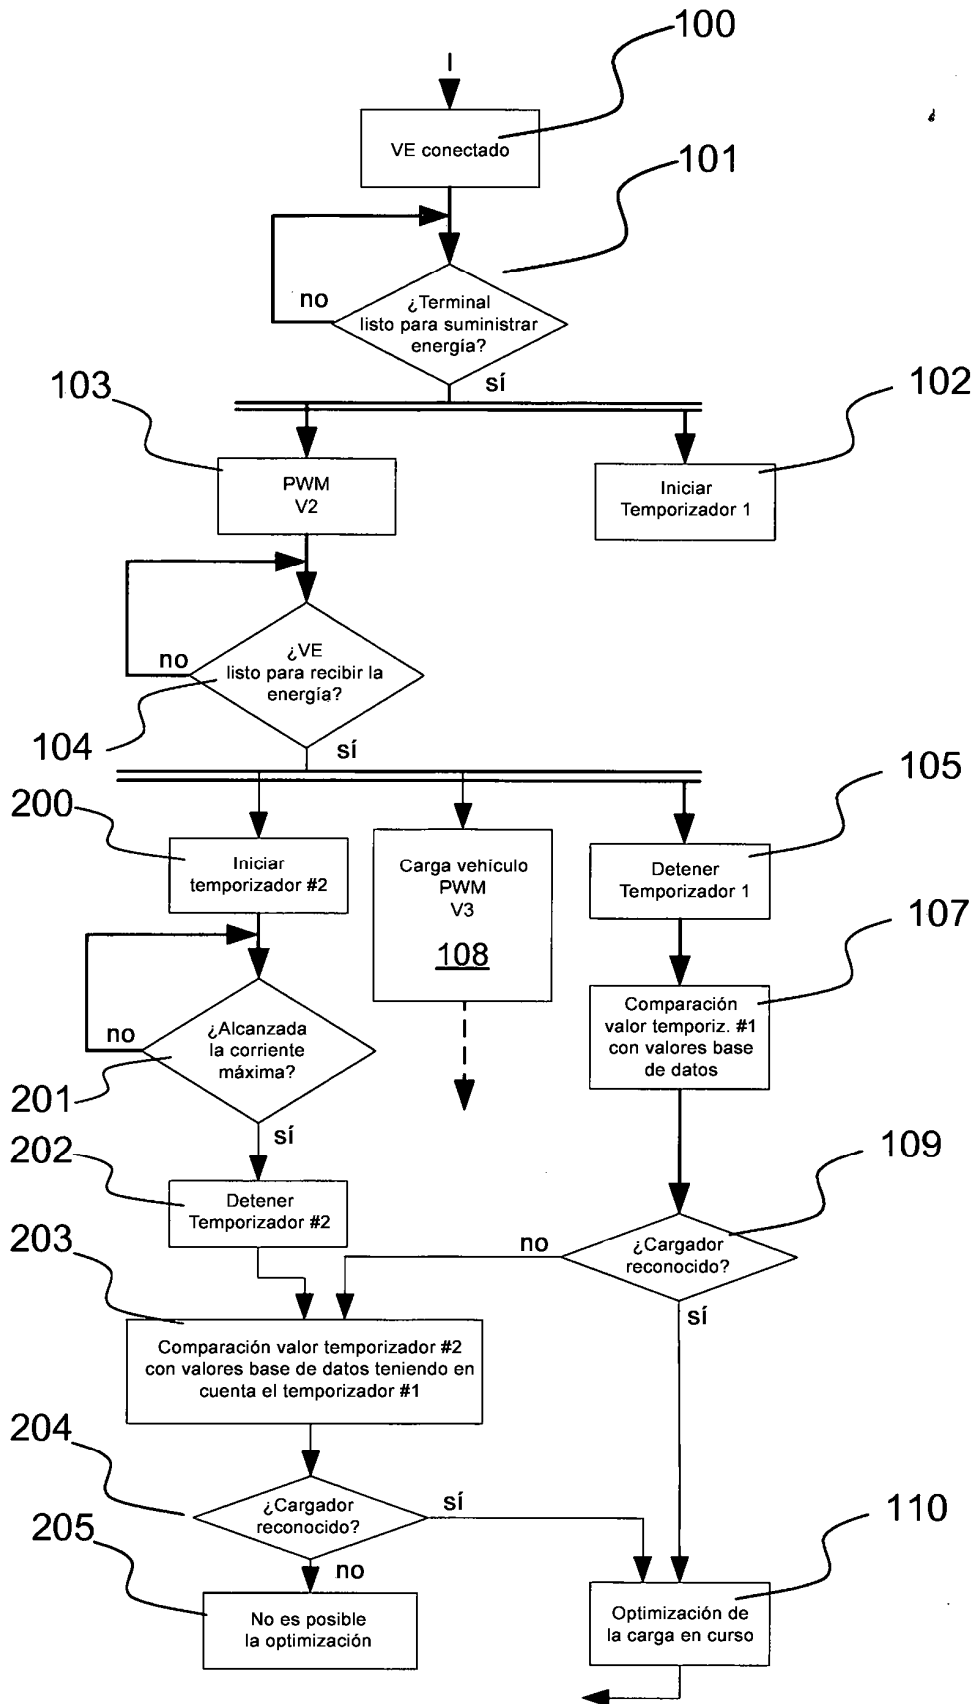 100
VE conectado
101
¿Terminal
listo para suministrar
energía?
no
sí
103
102
PWM
V2
Iniciar
Temporizador 1
¿VE
listo para recibir la
energía?
no
104
sí
105
200
Iniciar
temporizador #2
Carga vehículo
PWM
V3
108
Detener
Temporizador 1
107
¿Alcanzada
la corriente
máxima?
no
201
sí
Comparación
valor temporiz. #1
con valores base
de datos
202
109
Detener
Temporizador #2
203
no
¿Cargador
reconocido?
sí
Comparación valor temporizador #2
con valores base de datos teniendo en
cuenta el temporizador #1
204
¿Cargador
reconocido?
sí
205
no
110
No es posible
la optimización
Optimización de
la carga en curso